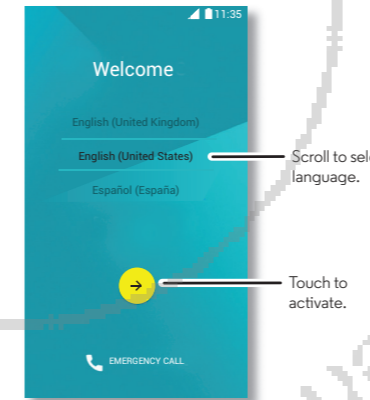 11:35
Welcome
English (United Kingdom)
English (United States)
Español (España)
Scroll to
language.
Touch to
activate.
EMERGENCY CALL